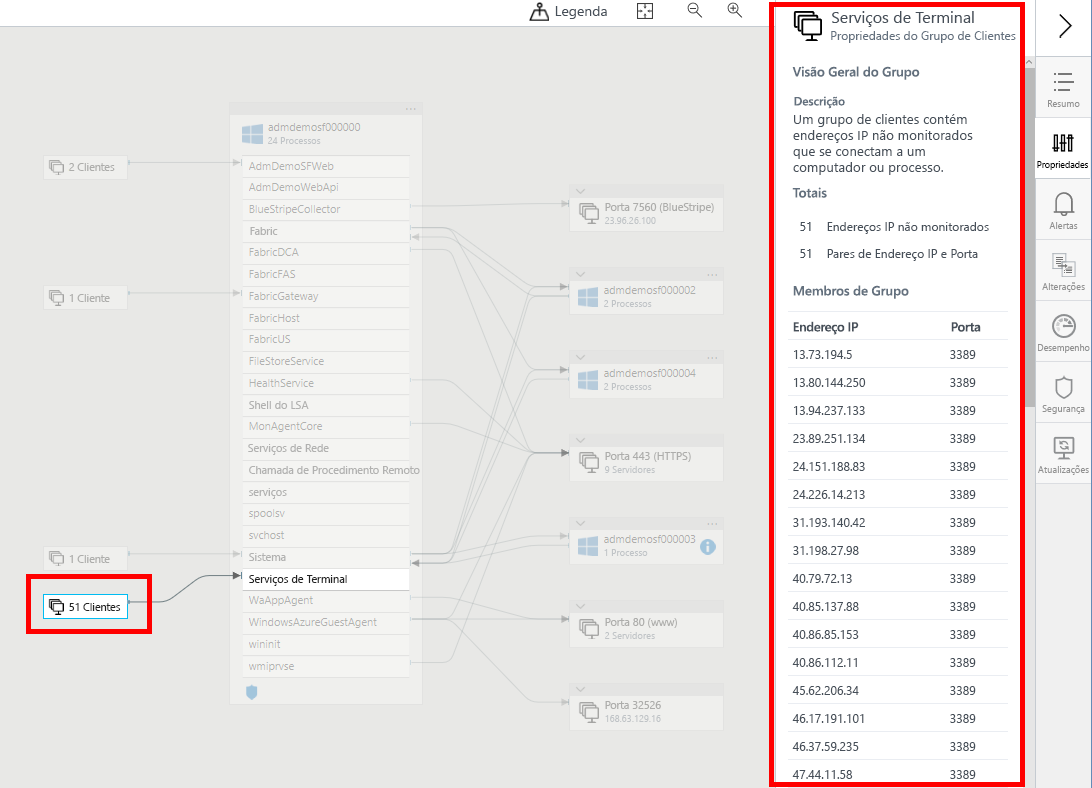 Legenda
2 Clientes
1 Cliente
1 Cliente
51 Clientes
admdemosf000000
24 Processos
AdmDemoSFWeb
AdmDemoWebApi
BlueStripeCollector
Fabric
FabricDCA
FabricFAS
FabricGateway
FabricHost
FabricUS
FileStoreService
HealthService
Shell do LSA
MonAgentCore
Serviços de Rede
Chamada de Procedimento Remoto
serviços
spoolsv
svchost
Sistema
Serviços de Terminal
WaAppAgent
WindowsAzureGuestAgent
wininit
wmiprvse
Porta 7560 (BlueStripe)
23.96.26.100
admdemosf000002
2 Processos
admdemosf000004
2 Processos
Porta 443 (HTTPS)
9 Servidores
admdemosf000003
1 Processo
Porta 80 (www)
2 Servidores
Porta 32526
168.63.129.16
Serviços de Terminal
Propriedades do Grupo de Clientes
Visão Geral do Grupo
Descrição
Um grupo de clientes contém
endereços IP não monitorados
que se conectam a um
computador ou processo.
Totais
51 Endereços IP não monitorados
51 Pares de Endereço IP e Porta
Membros de Grupo
Endereço IP Porta
13.73.194.5 3389
13.80.144.250 3389
13.94.237.133 3389
23.89.251.134 3389
24.151.188.83 3389
24.226.14.213 3389
31.193.140.42 3389
31.198.27.98 3389
40.79.72.13 3389
40.85.137.88 3389
40.86.85.153 3389
40.86.112.11 3389
45.62.206.34 3389
46.17.191.101 3389
46.37.59.235 3389
47.44.11.58 3389
Resumo
Propriedades
Alertas
Alterações
Desempenho
Segurança
Atualizações